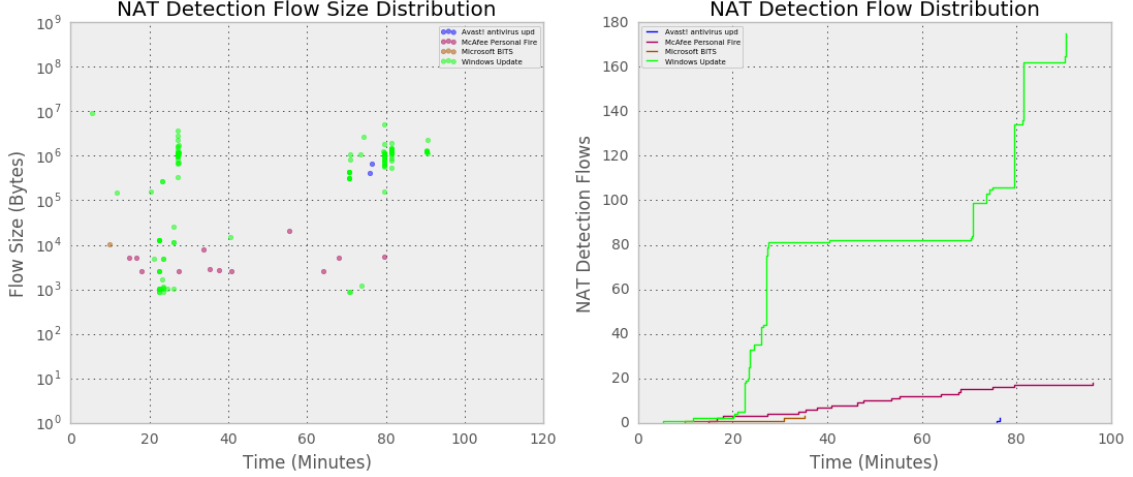 NAT Detection Flow Size Distribution
Flow Size (Bytes)
10^9
10^8
10^7
10^6
10^5
10^4
10^3
10^2
10^1
10^0
Avast! antivirus upd
McAfee Personal Fire
Microsoft BITS
Windows Update
0 20 40 60 80 100 120
Time (Minutes)
NAT Detection Flow Distribution
NAT Detection Flows
180
160
140
120
100
80
60
40
20
0
Avast! antivirus upd
McAfee Personal Fire
Microsoft BITS
Windows Update
0 20 40 60 80 100
Time (Minutes)